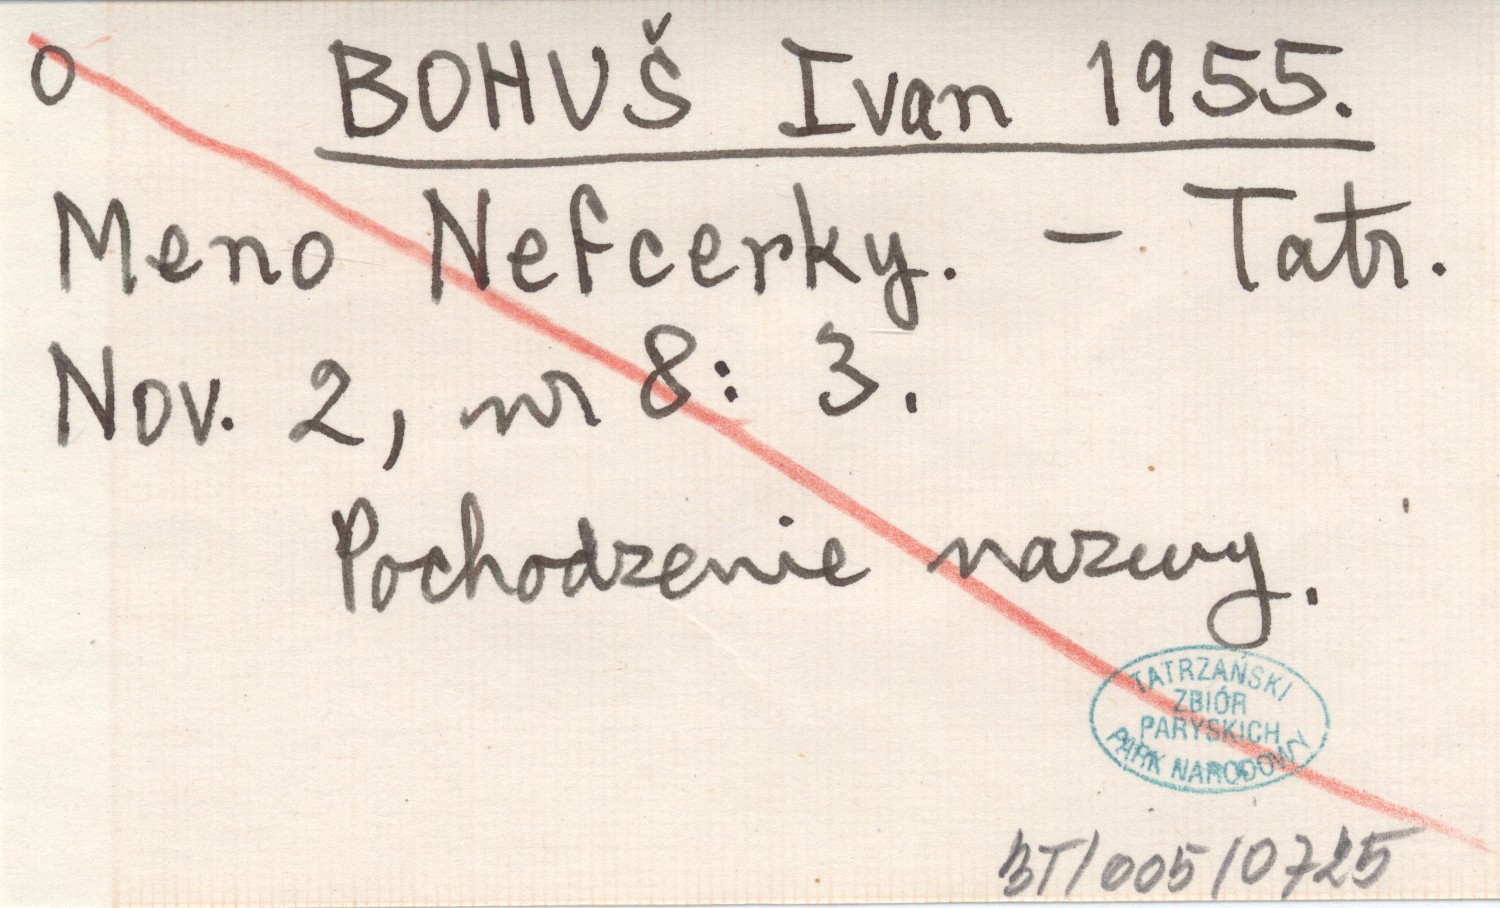 O BOHUŠ Ivan 1955.
Meno Nefcerky. – Tatr.
Nov. 2, nr 8: 3.
Pochodzenie nazwy.
TATRZAŃSKI
ZBIÓR
PARYSKICH
PARK NARODOWY
BT/005/0725